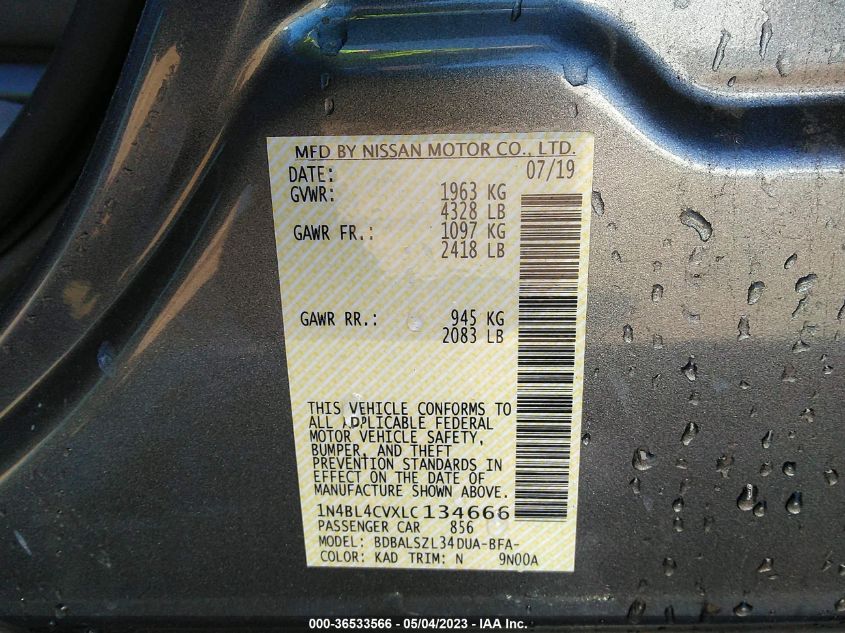 MFD BY NISSAN MOTOR CO., LTD.
DATE: 07/19
GVWR: 1963 KG
4328 LB
GAWR FR.: 1097 KG
2418 LB
GAWR RR.: 945 KG
2083 LB
THIS VEHICLE CONFORMS TO
ALL APPLICABLE FEDERAL
MOTOR VEHICLE SAFETY,
BUMPER, AND THEFT
PREVENTION STANDARDS IN
EFFECT ON THE DATE OF
MANUFACTURE SHOWN ABOVE.
1N4BL4CVXLC134666
PASSENGER CAR 856
MODEL: BDBALSZL34DUA-BFA-
COLOR: KAD TRIM: N 9N00A
000-36533566 - 05/04/2023 - IAA Inc.